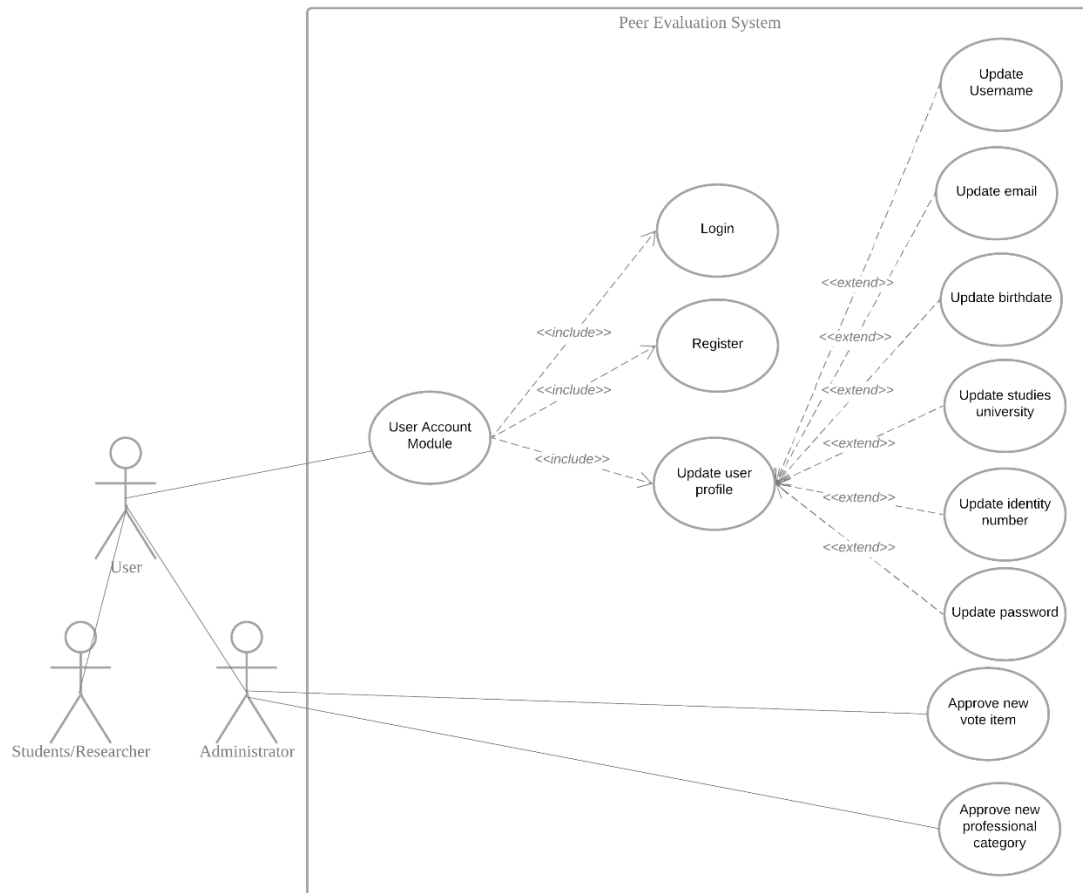 Peer Evaluation System
Update
Username
Update email
Login
<<extend>>
Update birthdate
<<include>>
<<extend>>
Register
<<include>>
<<extend>>
Update studies
university
User Account
Module
<<extend>>
<<include>>
Update user
profile
<<extend>>
Update identity
number
<<extend>>
User
Update password
Approve new
vote item
Students/Researcher
Administrator
Approve new
professional
category